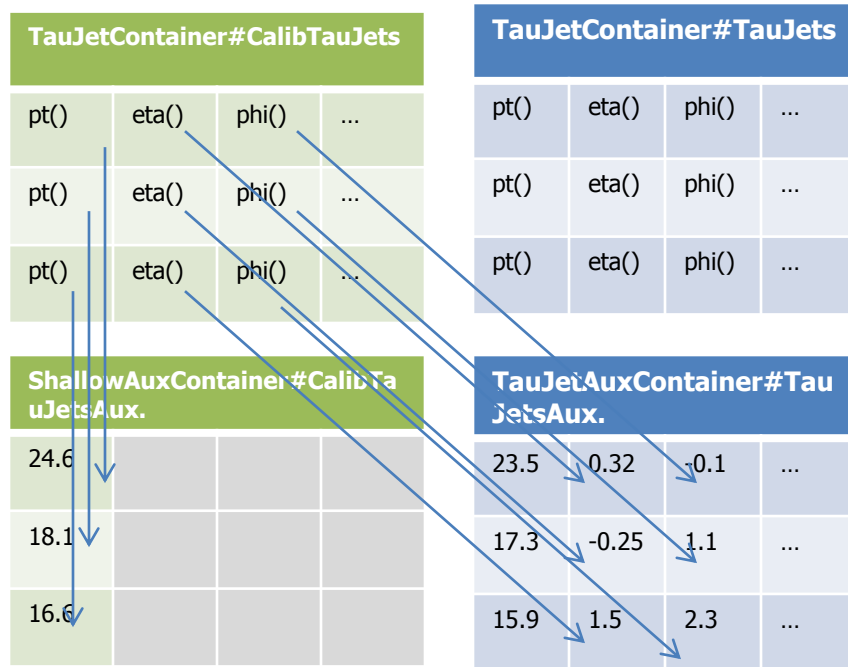 TauJetContainer#CalibTauJets
pt() eta() phi() ...
pt() eta() phi() ...
pt() eta() phi() ...
TauJetContainer#TauJets
pt() eta() phi() ...
pt() eta() phi() ...
pt() eta() phi() ...
ShallowAuxContainer#CalibTa
uJetsAux.
24.6
18.1
16.6
TauJetAuxContainer#Tau
JetsAux.
23.5 0.32 -0.1 ...
17.3 -0.25 1.1 ...
15.9 1.5 2.3 ...